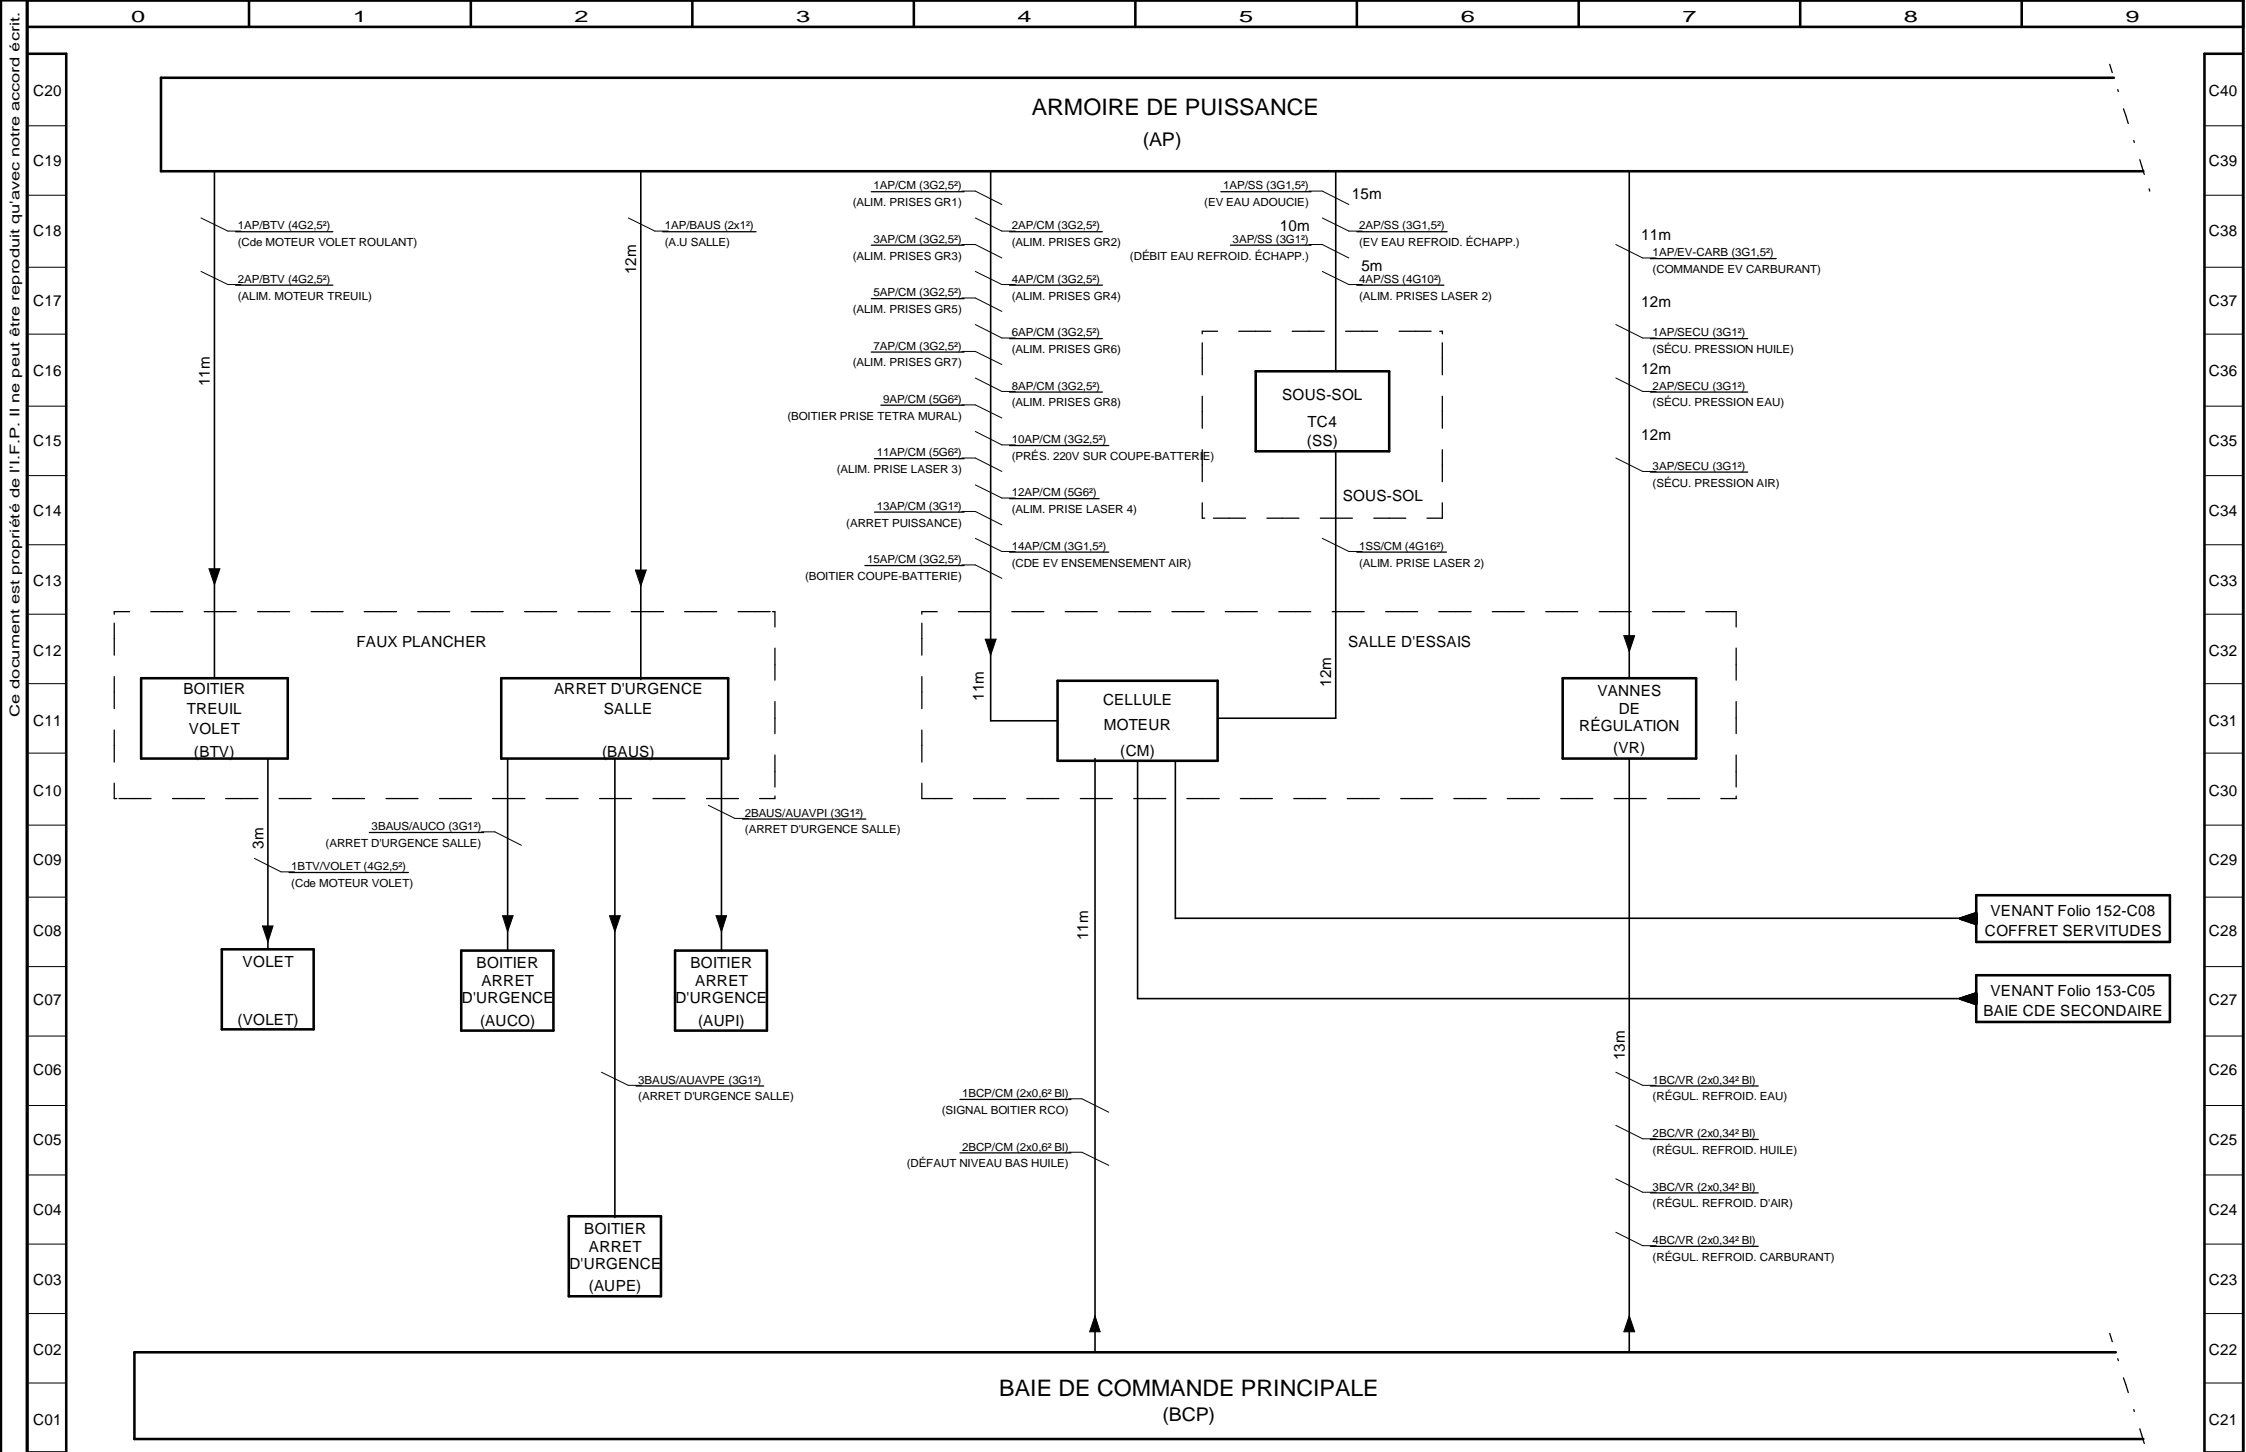 0 1 2 3 4 5 6 7 8 9
Ce document est propriété de l'I.F.P. Il ne peut être reproduit qu'avec notre accord écrit.
C20
C19
C18
C17
C16
C15
C14
C13
C12
C11
C10
C09
C08
C07
C06
C05
C04
C03
C02
C01
ARMOIRE DE PUISSANCE
(AP)
1AP/BTV (4G2,5²)
(Cde MOTEUR VOLET ROULANT)
2AP/BTV (4G2,5²)
(ALIM. MOTEUR TREUIL)
11m
1AP/BAUS (2x1²)
(A.U SALLE)
12m
1AP/CM (3G2,5²)
(ALIM. PRISES GR1)
2AP/CM (3G2,5²)
(ALIM. PRISES GR2)
3AP/CM (3G2,5²)
(ALIM. PRISES GR3)
4AP/CM (3G2,5²)
(ALIM. PRISES GR4)
5AP/CM (3G2,5²)
(ALIM. PRISES GR5)
6AP/CM (3G2,5²)
(ALIM. PRISES GR6)
7AP/CM (3G2,5²)
(ALIM. PRISES GR7)
8AP/CM (3G2,5²)
(ALIM. PRISES GR8)
9AP/CM (5G6²)
(BOITIER PRISE TETRA MURAL)
10AP/CM (3G2,5²)
(PRÉS. 220V SUR COUPE-BATTERIE)
11AP/CM (5G6²)
(ALIM. PRISE LASER 3)
12AP/CM (5G6²)
(ALIM. PRISE LASER 4)
13AP/CM (3G1²)
(ARRET PUISSANCE)
14AP/CM (3G1,5²)
(CDE EV ENSEMENSEMENT AIR)
15AP/CM (3G2,5²)
(BOITIER COUPE-BATTERIE)
11m
1AP/SS (3G1,5²)
(EV EAU ADOUCIE)
15m
2AP/SS (3G1,5²)
(EV EAU REFROID. ÉCHAPP.)
10m
3AP/SS (3G1²)
(DÉBIT EAU REFROID. ÉCHAPP.)
5m
4AP/SS (4G10²)
(ALIM. PRISES LASER 2)
SOUS-SOL
TC4
(SS)
SOUS-SOL
1SS/CM (4G16²)
(ALIM. PRISE LASER 2)
12m
11m
1AP/EV-CARB (3G1,5²)
(COMMANDE EV CARBURANT)
12m
1AP/SECU (3G1²)
(SÉCU. PRESSION HUILE)
12m
2AP/SECU (3G1²)
(SÉCU. PRESSION EAU)
12m
3AP/SECU (3G1²)
(SÉCU. PRESSION AIR)
FAUX PLANCHER
BOITIER
TREUIL
VOLET
(BTV)
ARRET D'URGENCE
SALLE
(BAUS)
SALLE D'ESSAIS
CELLULE
MOTEUR
(CM)
VANNES
DE
RÉGULATION
(VR)
3m
1BTV/VOLET (4G2,5²)
(Cde MOTEUR VOLET)
3BAUS/AUCO (3G1²)
(ARRET D'URGENCE SALLE)
2BAUS/AUAVPI (3G1²)
(ARRET D'URGENCE SALLE)
VOLET
(VOLET)
BOITIER
ARRET
D'URGENCE
(AUCO)
BOITIER
ARRET
D'URGENCE
(AUPI)
3BAUS/AUAVPE (3G1²)
(ARRET D'URGENCE SALLE)
BOITIER
ARRET
D'URGENCE
(AUPE)
11m
1BCP/CM (2x0,6² Bl)
(SIGNAL BOITIER RCO)
2BCP/CM (2x0,6² Bl)
(DÉFAUT NIVEAU BAS HUILE)
VENANT Folio 152-C08
COFFRET SERVITUDES
VENANT Folio 153-C05
BAIE CDE SECONDAIRE
13m
1BC/VR (2x0,34² Bl)
(RÉGUL. REFROID. EAU)
2BC/VR (2x0,34² Bl)
(RÉGUL. REFROID. HUILE)
3BC/VR (2x0,34² Bl)
(RÉGUL. REFROID. D'AIR)
4BC/VR (2x0,34² Bl)
(RÉGUL. REFROID. CARBURANT)
BAIE DE COMMANDE PRINCIPALE
(BCP)
C40
C39
C38
C37
C36
C35
C34
C33
C32
C31
C30
C29
C28
C27
C26
C25
C24
C23
C22
C21